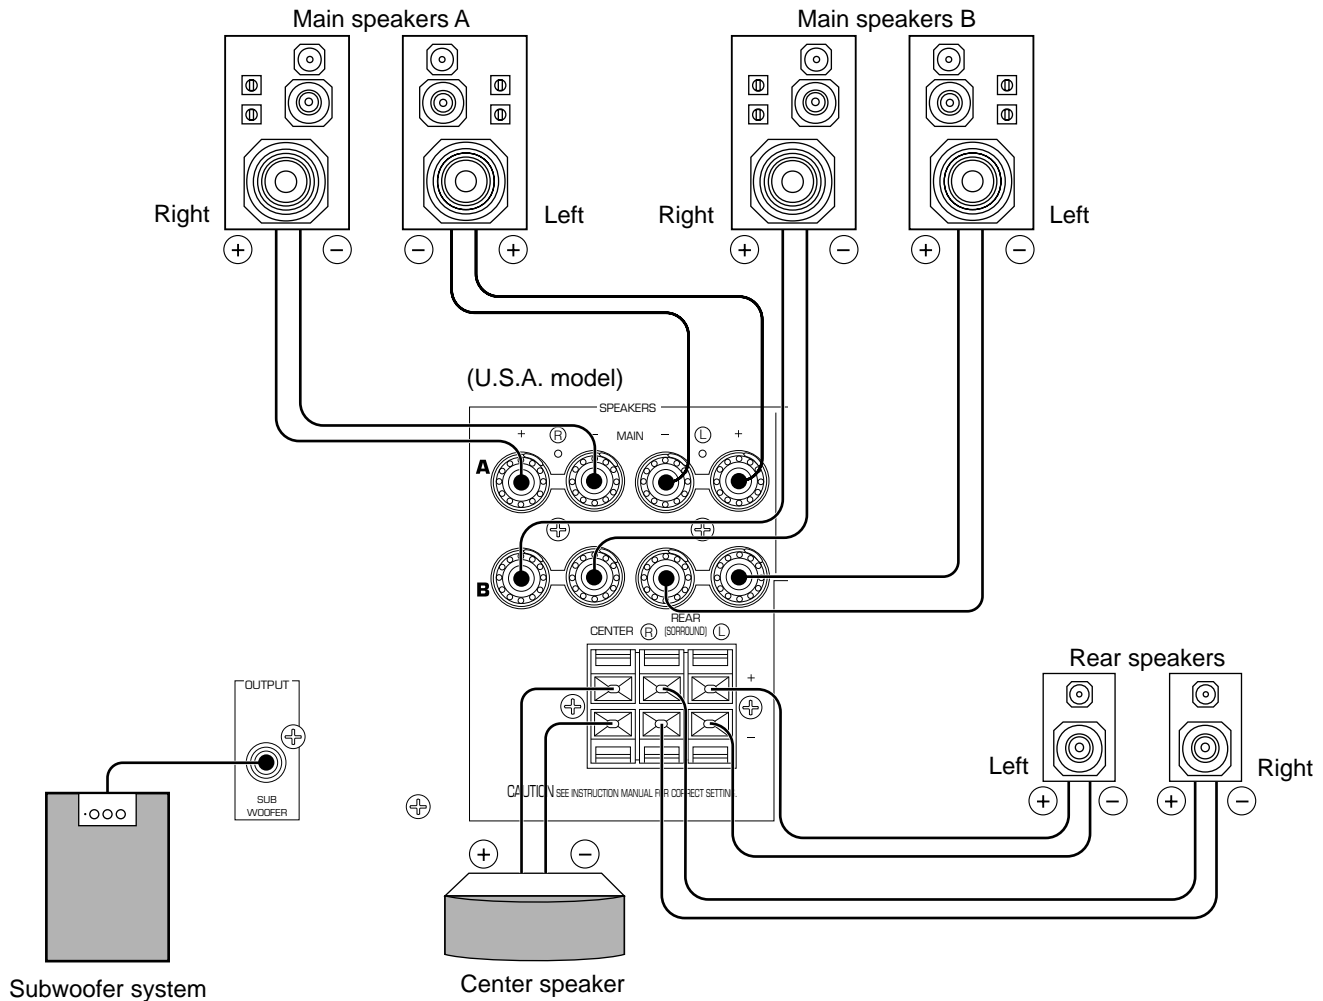 Main speakers A
Main speakers B
Right
Left
Right
Left
+ −
− +
+ −
+ −
(U.S.A. model)
SPEAKERS
+ R − MAIN − L +
A
B
REAR
CENTER R (SORROUND) L
+
−
CAUTION SEE INSTRUCTION MANUAL FOR CORRECT SETTING.
OUTPUT
SUB
WOOFER
Rear speakers
Left
Right
+ −
+ −
+ −
Subwoofer system
Center speaker